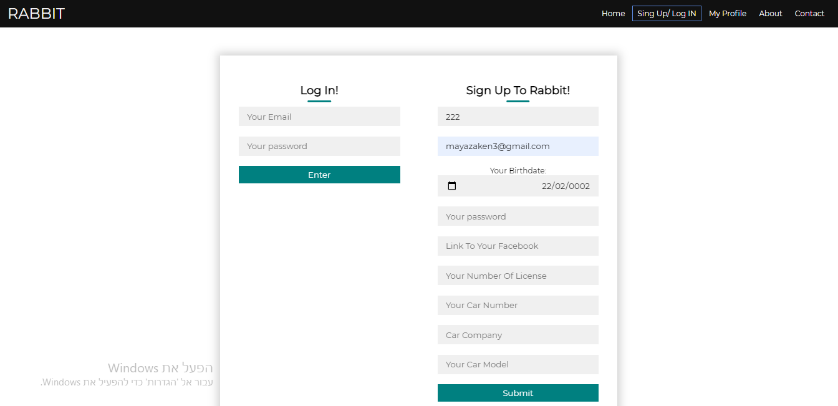 RABBIT
Home Sing Up/ Log IN My Profile About Contact
Log In!
Your Email
Your password
Enter
Sign Up To Rabbit!
222
mayazaken3@gmail.com
Your Birthdate
22/02/0002
Your password
Link To Your Facebook
Your Number Of License
Your Car Number
Car Company
Your Car Model
Submit
הפעל את Windows
עבור אל 'הגדרות' כדי להפעיל את Windows.